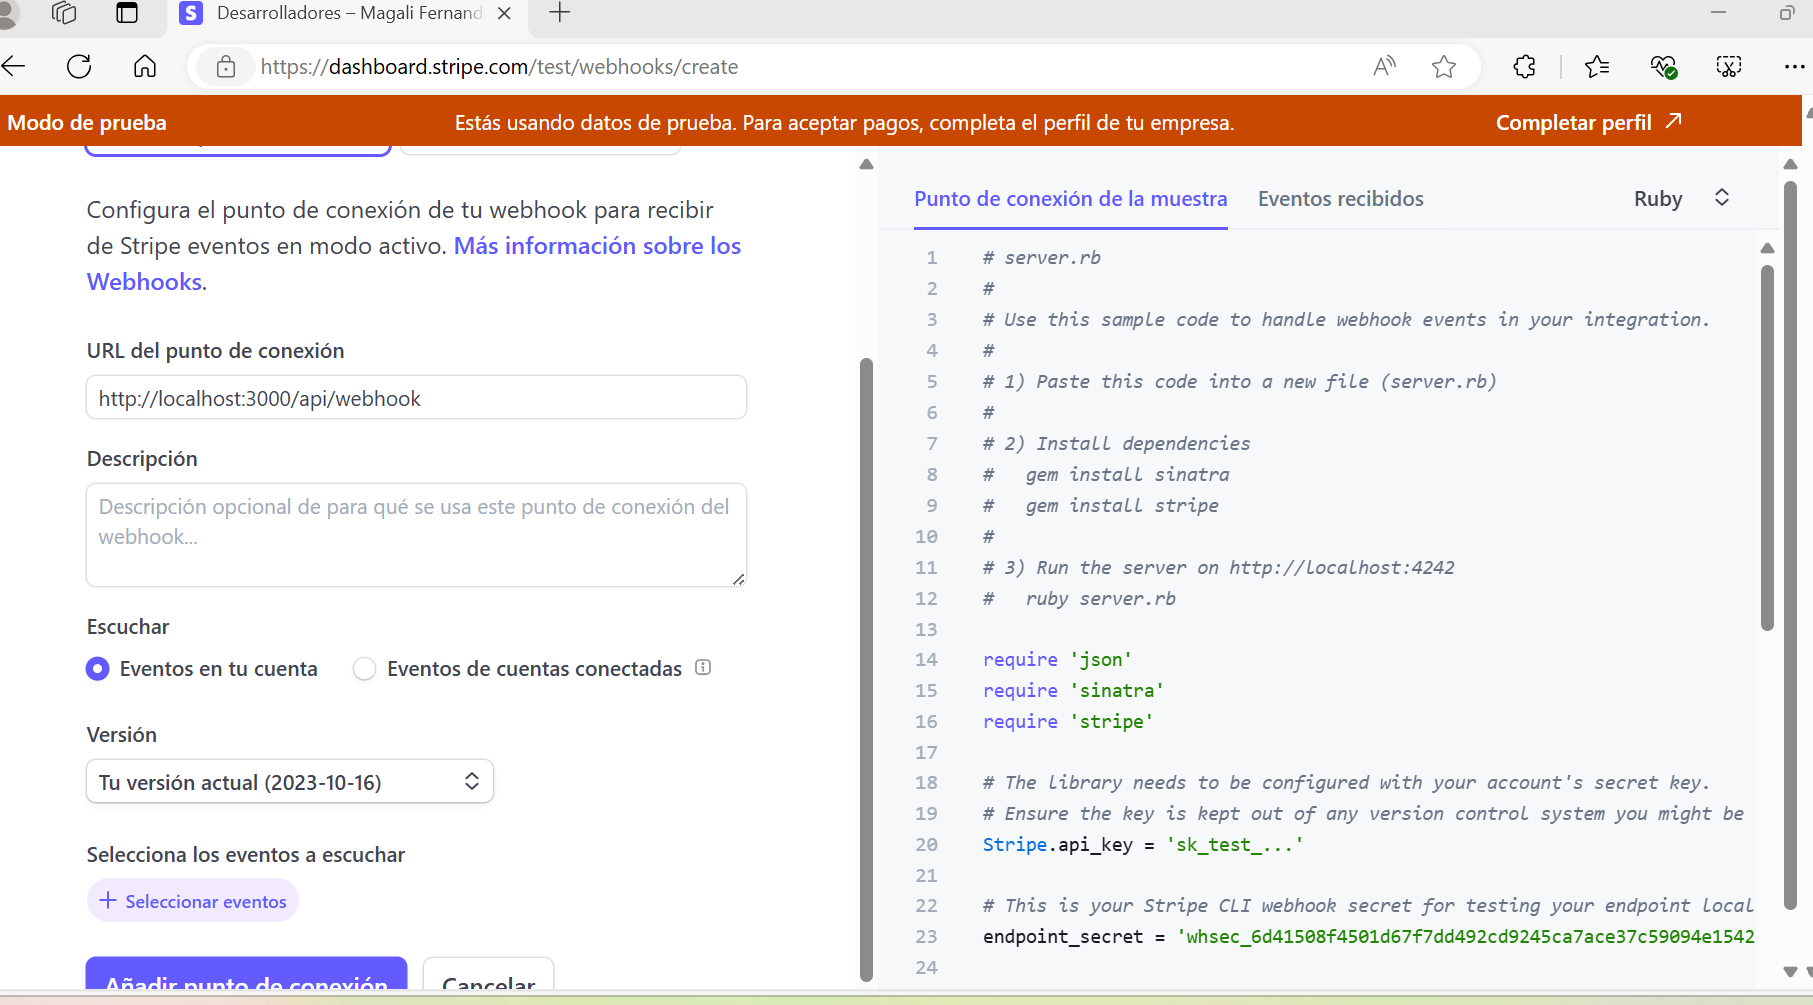 Desarrolladores – Magali Fernand
https://dashboard.stripe.com/test/webhooks/create
Modo de prueba
Estás usando datos de prueba. Para aceptar pagos, completa el perfil de tu empresa.
Completar perfil
Configura el punto de conexión de tu webhook para recibir
de Stripe eventos en modo activo. Más información sobre los
Webhooks.
URL del punto de conexión
http://localhost:3000/api/webhook
Descripción
Descripción opcional de para qué se usa este punto de conexión del
webhook...
Escuchar
Eventos en tu cuenta
Eventos de cuentas conectadas
Versión
Tu versión actual (2023-10-16)
Selecciona los eventos a escuchar
+ Seleccionar eventos
Añadir punto de conexión
Cancelar
Punto de conexión de la muestra
Eventos recibidos
Ruby
1 # server.rb
2 #
3 # Use this sample code to handle webhook events in your integration.
4 #
5 # 1) Paste this code into a new file (server.rb)
6 #
7 # 2) Install dependencies
8 #   gem install sinatra
9 #   gem install stripe
10 #
11 # 3) Run the server on http://localhost:4242
12 #   ruby server.rb
13
14 require 'json'
15 require 'sinatra'
16 require 'stripe'
17
18 # The library needs to be configured with your account's secret key.
19 # Ensure the key is kept out of any version control system you might be
20 Stripe.api_key = 'sk_test_...'
21
22 # This is your Stripe CLI webhook secret for testing your endpoint local
23 endpoint_secret = 'whsec_6d41508f4501d67f7dd492cd9245ca7ace37c59094e1542
24